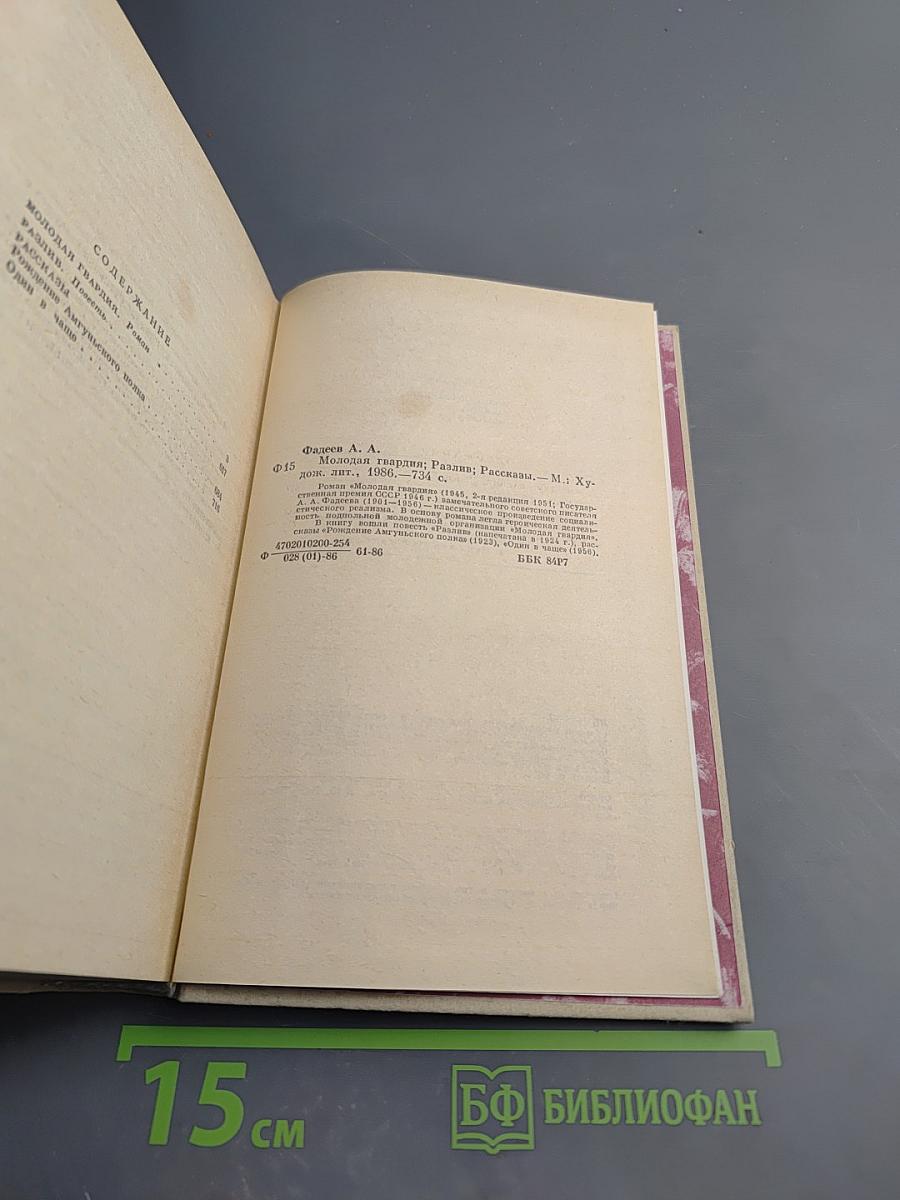 СОДЕРЖАНИЕ
МОЛОДАЯ ГВАРДИЯ. Роман . 3
РАЗЛИВ. Повесть . . . . . . 607
РАССКАЗЫ
Рождение Амгуньского полка . 684
Один в чаще . . . . . 716
Фадеев А. А.
Ф15 Молодая гвардия; Разлив; Рассказы.— М.: Ху-
дож. лит., 1986.—734 с.
Роман «Молодая гвардия» (1945, 2-я редакция 1951; Государ-
ственная премия СССР 1946 г.) замечательного советского писателя
А. А. Фадеева (1901—1956) — классическое произведение социали-
стического реализма. В основу романа легла героическая деятель-
ность подпольной молодежной организации «Молодая гвардия».
В книгу вошли повесть «Разлив» (напечатана в 1924 г.), рас-
сказы «Рождение Амгуньского полка» (1923), «Один в чаще» (1956).
Ф 4702010200-254 61-86
028 (01)-86
ББК 84Р7
15 см
БФ БИБЛИОФАН